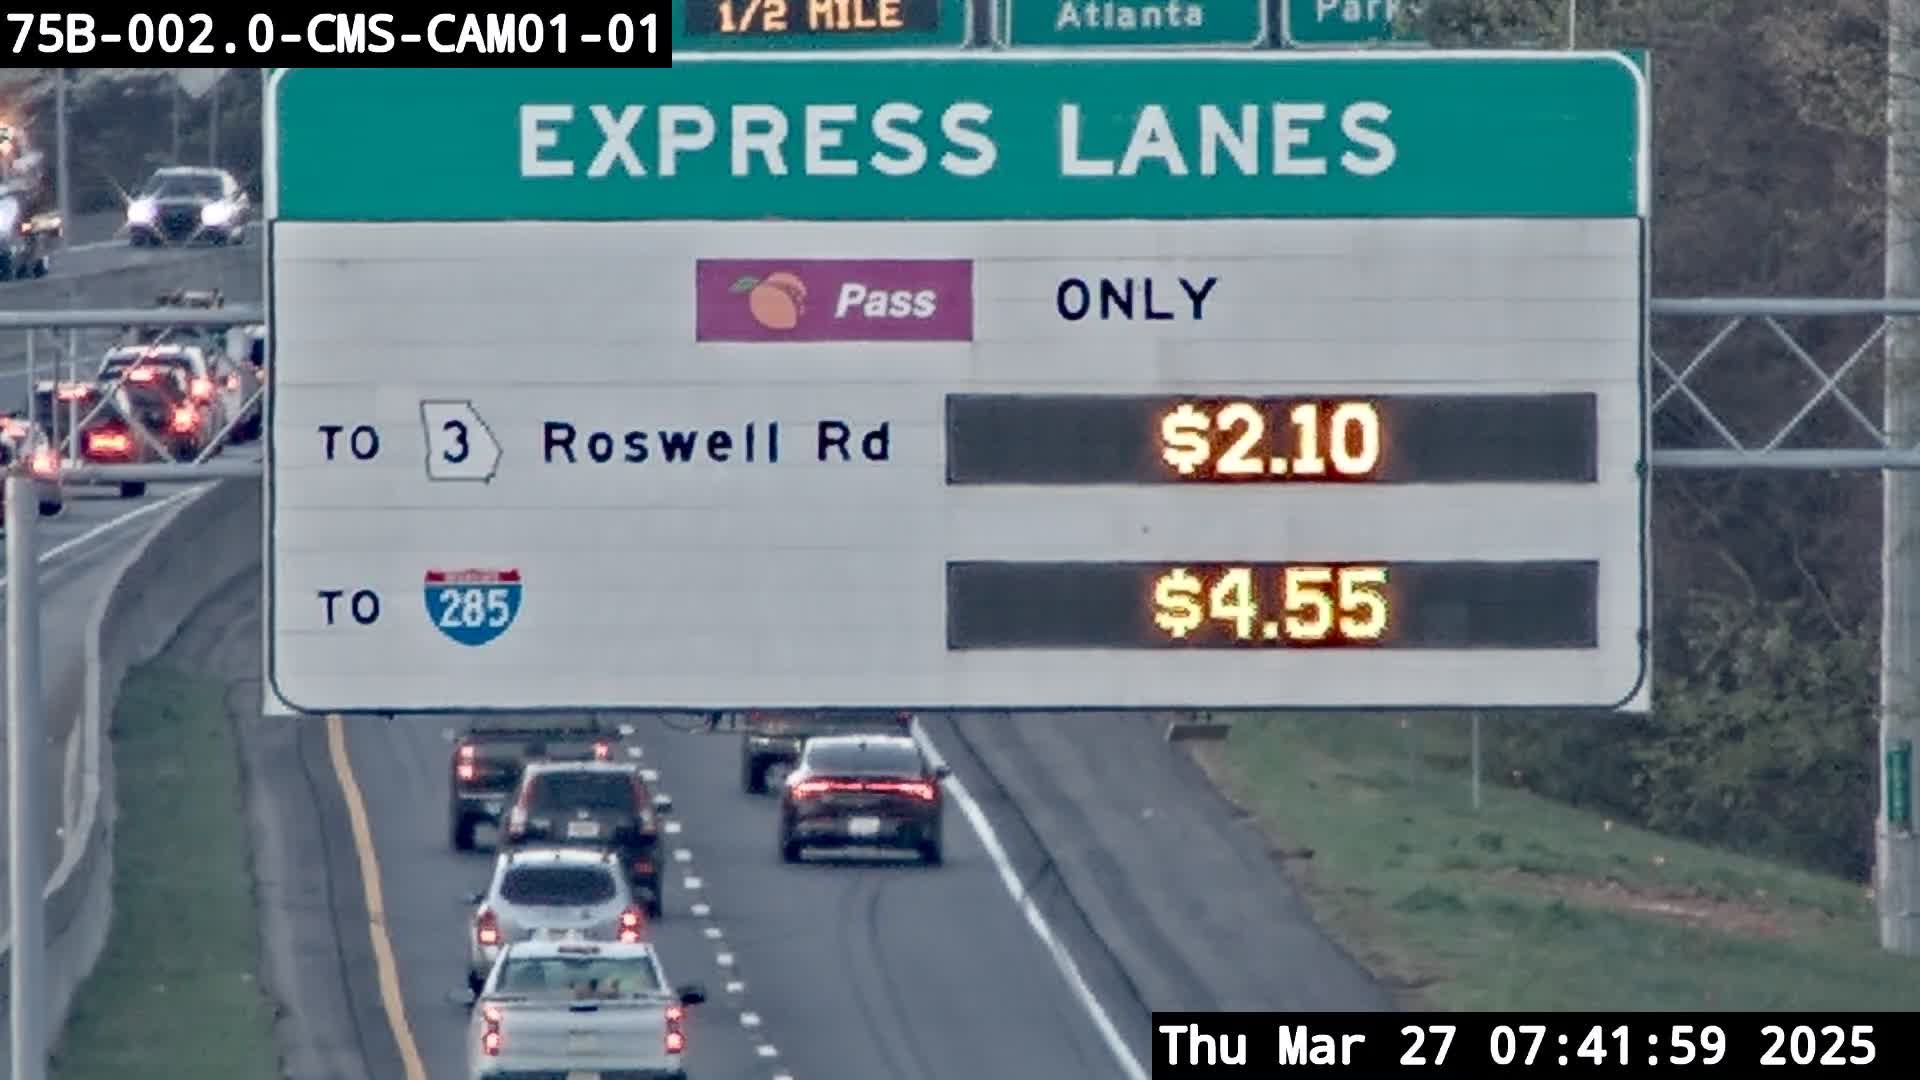 75B-002.0-CMS-CAM01-01
1/2 MILE
Atlanta
EXPRESS LANES
Pass ONLY
TO 3 Roswell Rd $2.10
TO 285 $4.55
Thu Mar 27 07:41:59 2025